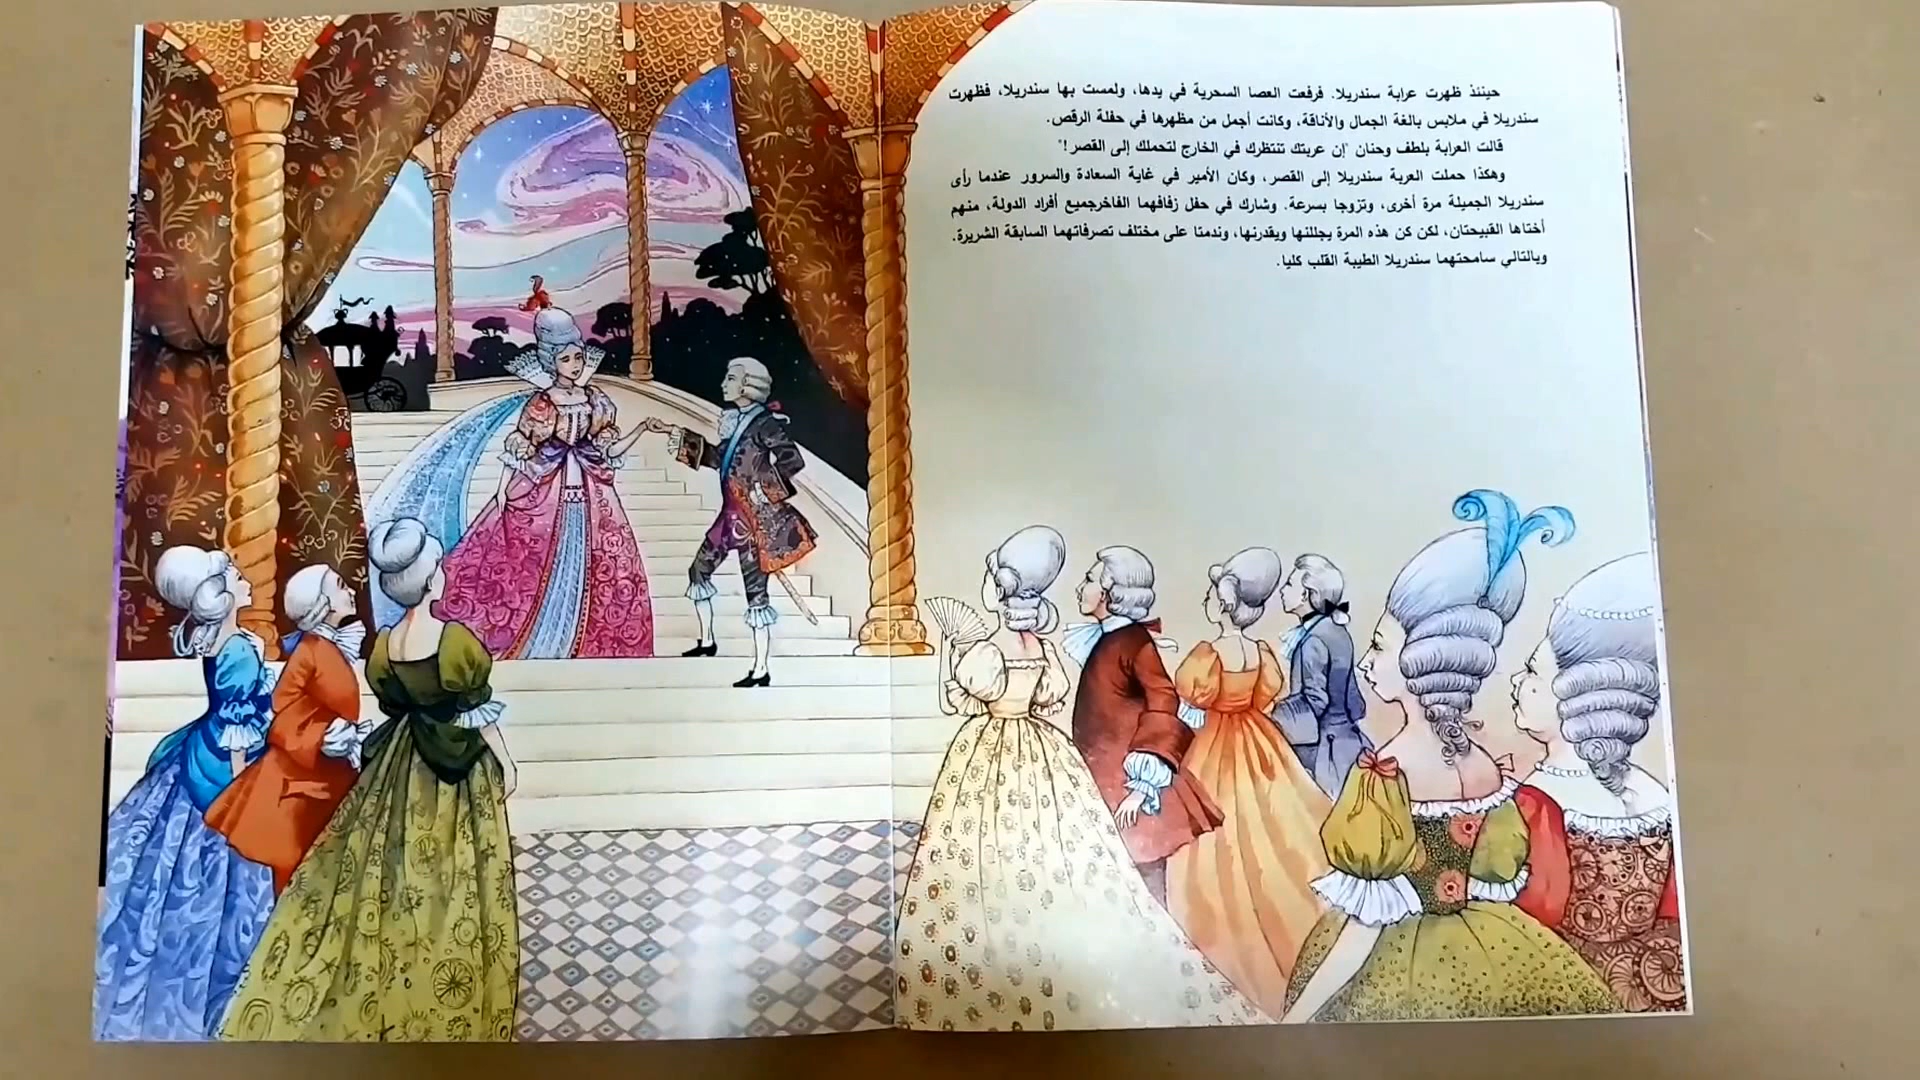 حينئذ ظهرت عرابة سندريلا. فرفعت العصا السحرية في يدها، ولمست بها سندريلا، فظهرت
سندريلا في ملابس بالغة الجمال والأناقة، وكانت أجمل من مظهرها في حفلة الرقص.
قالت العرابة بلطف وحنان "إن عربتك تنتظرك في الخارج لتحملك إلى القصر!"
وهكذا حملت العربة سندريلا إلى القصر، وكان الأمير في غاية السعادة والسرور عندما رأى
سندريلا الجميلة مرة أخرى، وتزوجا بسرعة. وشارك في حفل زفافهما الفاخرجميع أفراد الدولة، منهم
أختاها القبيحتان، لكن كن هذه المرة يجللنها ويقدرنها، وندمتا على مختلف تصرفاتهما السابقة الشريرة.
وبالتالي سامحتهما سندريلا الطيبة القلب كليا.